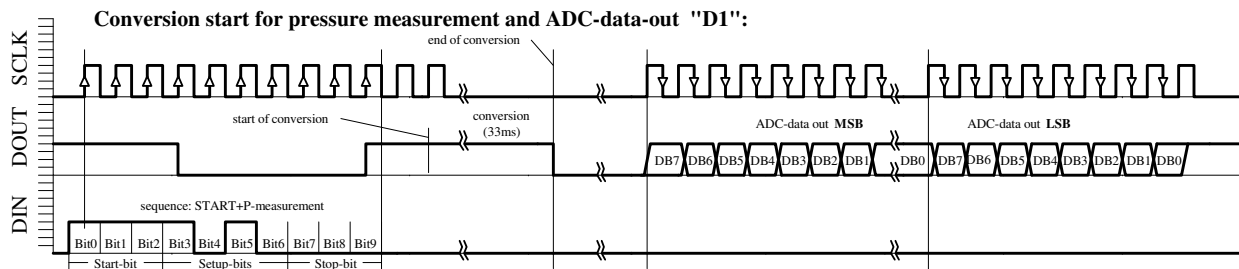 Conversion start for pressure measurement and ADC-data-out "D1":
end of conversion
SCLK
start of conversion
conversion
(33ms)
ADC-data out MSB
ADC-data out LSB
DOUT
DB7 DB6 DB5 DB4 DB3 DB2 DB1 DB0 DB7 DB6 DB5 DB4 DB3 DB2 DB1 DB0
sequence: START+P-measurement
DIN
Bit0 Bit1 Bit2 Bit3 Bit4 Bit5 Bit6 Bit7 Bit8 Bit9
Start-bit Setup-bits Stop-bit